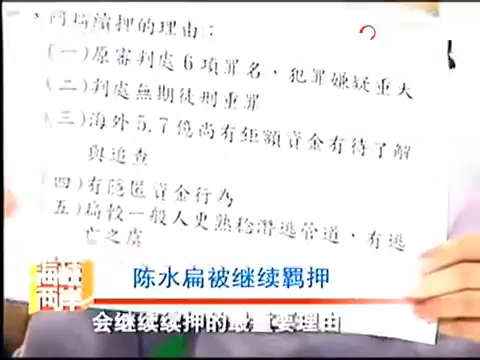 阿扁續押的理由：
(一)原審判處6項罪名，犯罪嫌疑重大
(二)判處無期徒刑重罪
(三)海外5.7億尚有鉅額資金有待了解
與追查
(四)有隱匿資金行為
(五)扁較一般人更熟稔潛逃管道，有逃
亡之虞
海峡
两岸
陈水扁被继续羁押
会继续续押的最重要理由